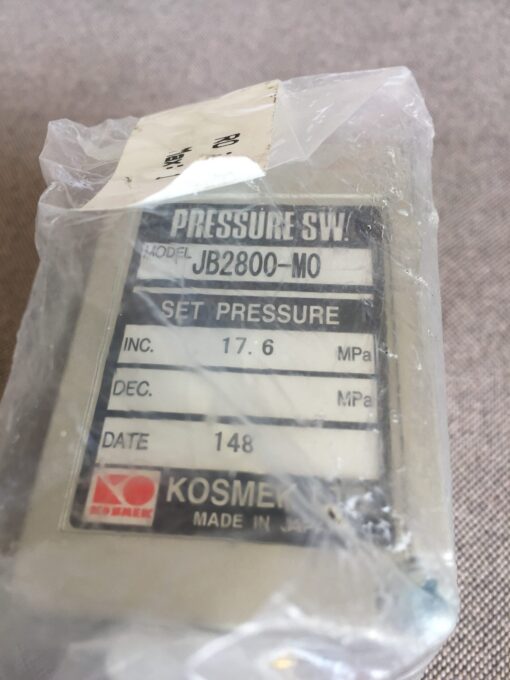 PRESSURE SW.
MODEL JB2800-M0
SET PRESSURE
INC. 17.6 MPa
DEC. MPa
DATE 148
KOSMEK
KOSMEK
MADE IN